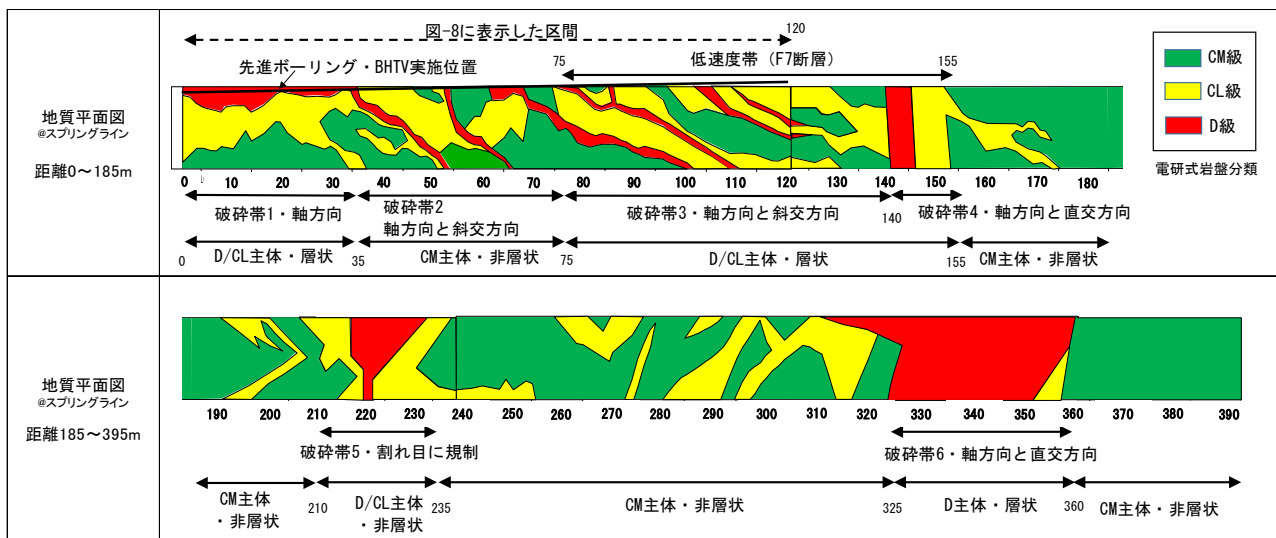 図-8に表示した区間
120
先進ボーリング・BHTV実施位置
75
低速度帯（F7断層）
155
CM級
CL級
D級
電研式岩盤分類
地質平面図
@スプリングライン
距離0～185m
0 10 20 30 40 50 60 70 80 90 100 110 120 130 140 150 160 170 180
破砕帯1・軸方向
破砕帯2
軸方向と斜交方向
破砕帯3・軸方向と斜交方向
140
破砕帯4・軸方向と直交方向
0
D/CL主体・層状
35
CM主体・非層状
75
D/CL主体・層状
155
CM主体・非層状
地質平面図
@スプリングライン
距離185～395m
190 200 210 220 230 240 250 260 270 280 290 300 310 320 330 340 350 360 370 380 390
破砕帯5・割れ目に規制
破砕帯6・軸方向と直交方向
CM主体
・非層状
210
D/CL主体
・非層状
235
CM主体・非層状
325
D主体・層状
360
CM主体・非層状